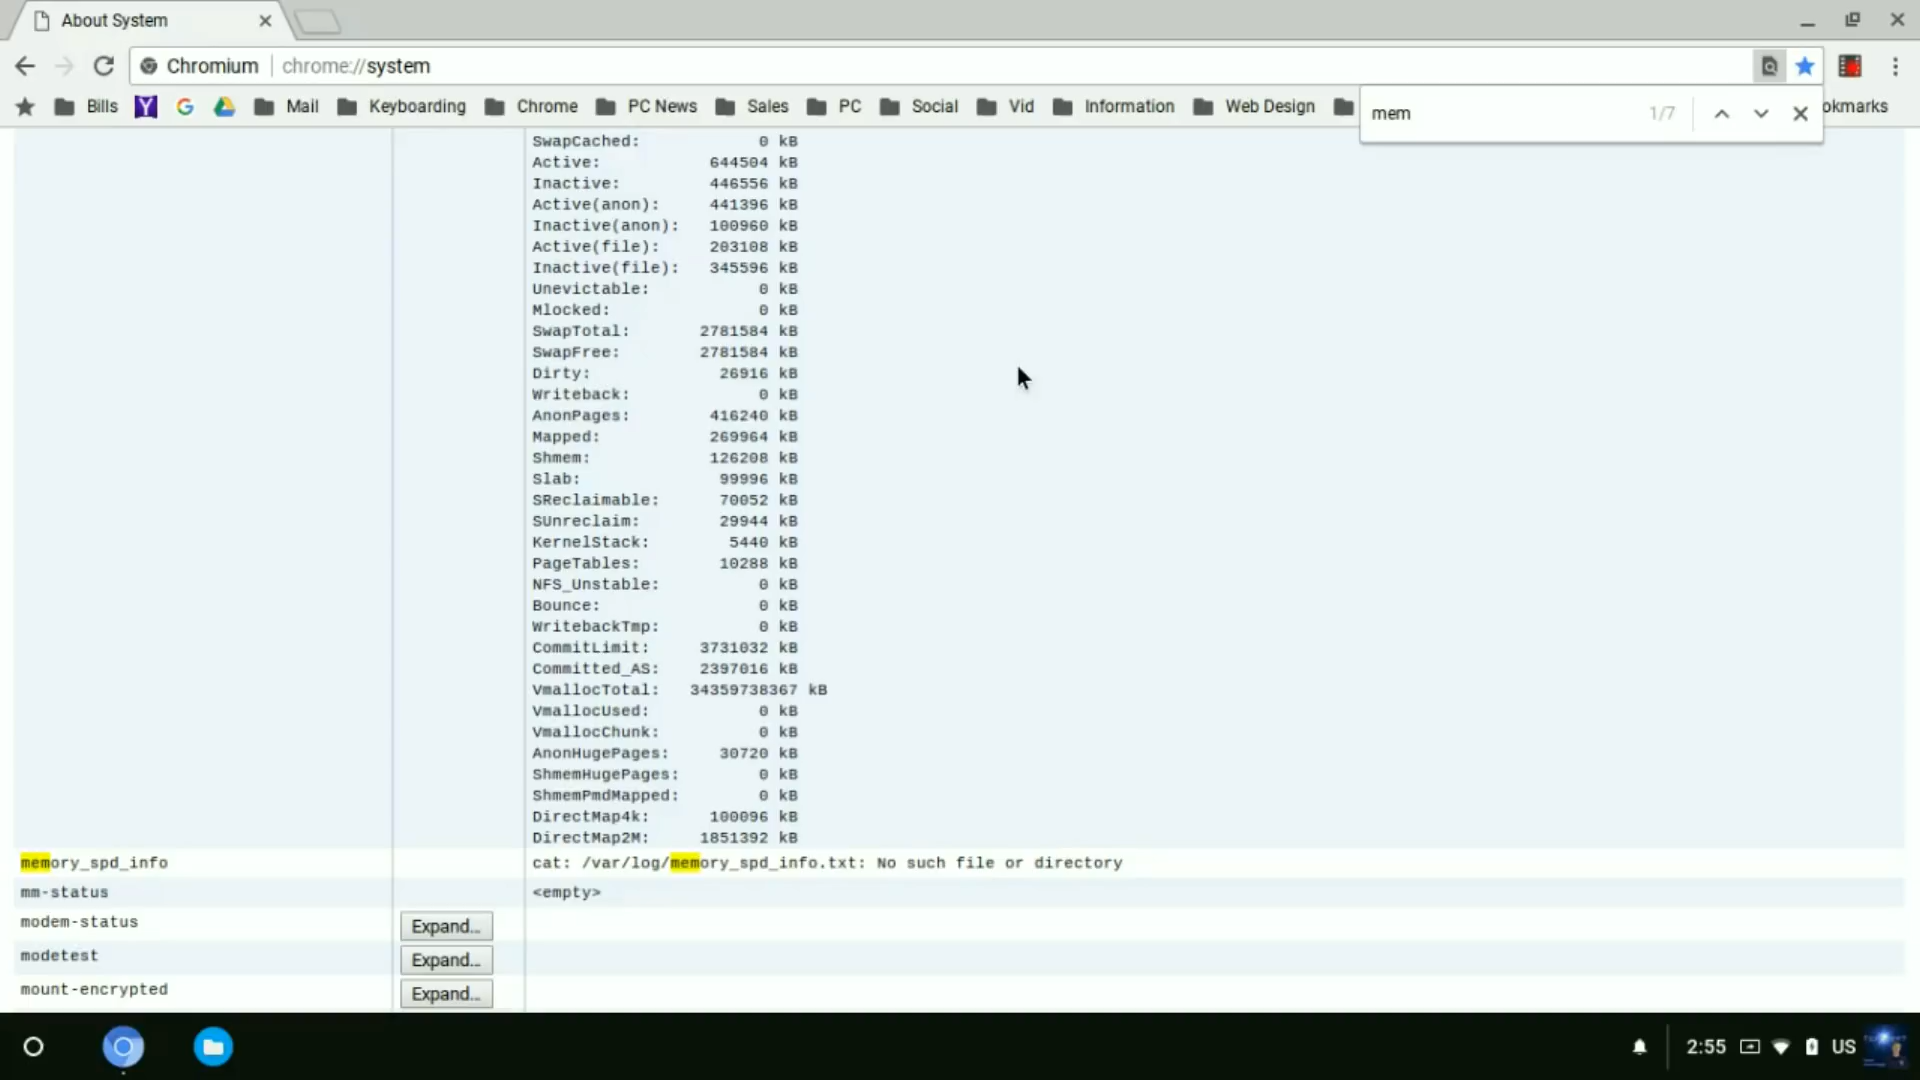 About System
Chromium chrome://system
Bills Mail Keyboarding Chrome PC News Sales PC Social Vid Information Web Design okmarks
mem 1/7
SwapCached: 0 kB
Active: 644504 kB
Inactive: 446556 kB
Active(anon): 441396 kB
Inactive(anon): 100960 kB
Active(file): 203108 kB
Inactive(file): 345596 kB
Unevictable: 0 kB
Mlocked: 0 kB
SwapTotal: 2781584 kB
SwapFree: 2781584 kB
Dirty: 26916 kB
Writeback: 0 kB
AnonPages: 416240 kB
Mapped: 269964 kB
Shmem: 126208 kB
Slab: 99996 kB
SReclaimable: 70052 kB
SUnreclaim: 29944 kB
KernelStack: 5440 kB
PageTables: 10288 kB
NFS_Unstable: 0 kB
Bounce: 0 kB
WritebackTmp: 0 kB
CommitLimit: 3731032 kB
Committed_AS: 2397016 kB
VmallocTotal: 34359738367 kB
VmallocUsed: 0 kB
VmallocChunk: 0 kB
AnonHugePages: 30720 kB
ShmemHugePages: 0 kB
ShmemPmdMapped: 0 kB
DirectMap4k: 100096 kB
DirectMap2M: 1851392 kB
memory_spd_info cat: /var/log/memory_spd_info.txt: No such file or directory
mm-status <empty>
modem-status Expand...
modetest Expand...
mount-encrypted Expand...
2:55 US